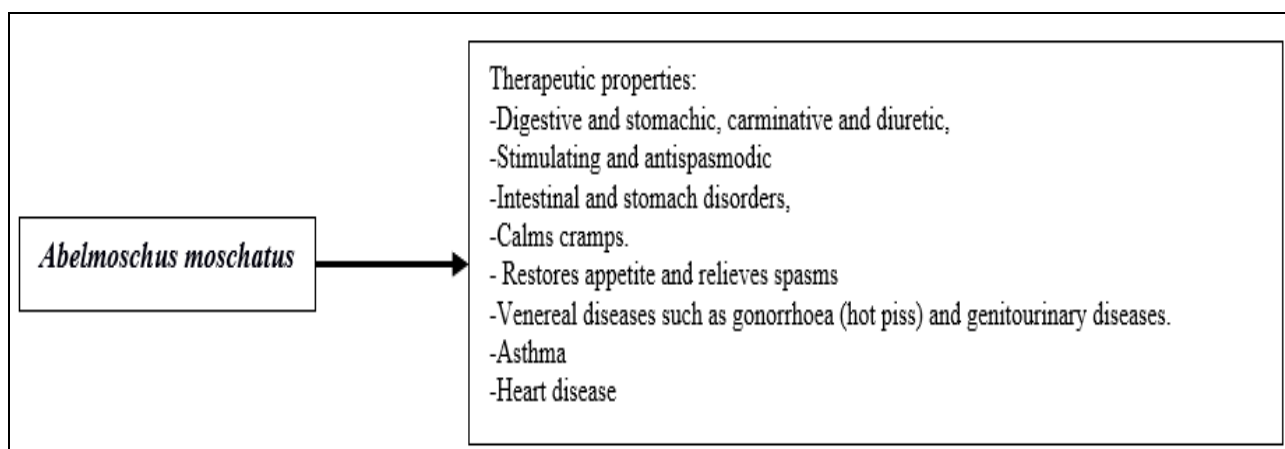 Abelmoschus moschatus
Therapeutic properties:
-Digestive and stomachic, carminative and diuretic,
-Stimulating and antispasmodic
-Intestinal and stomach disorders,
-Calms cramps.
- Restores appetite and relieves spasms
-Venereal diseases such as gonorrhoea (hot piss) and genitourinary diseases.
-Asthma
-Heart disease